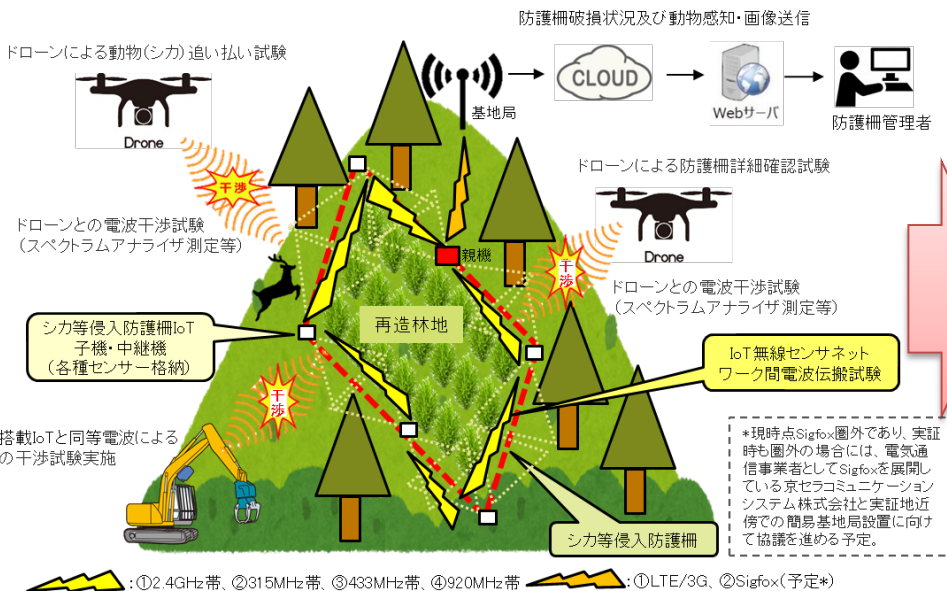 防護柵破損状況及び動物感知・画像送信
ドローンによる動物(シカ)追い払い試験
CLOUD
Webサーバ
防護柵管理者
基地局
Drone
干渉
ドローンによる防護柵詳細確認試験
Drone
ドローンとの電波干渉試験
(スペクトラムアナライザ測定等)
親機
干
渉
ドローンとの電波干渉試験
(スペクトラムアナライザ測定等)
再造林地
シカ等侵入防護柵IoT
子機・中継機
(各種センサー格納)
IoT無線センサネット
ワーク間電波伝搬試験
干
渉
搭載IoTと同等電波による
の干渉試験実施
*現時点Sigfox圏外であり、実証
時も圏外の場合には、電気通
信事業者としてSigfoxを展開し
ている京セラコミュニケーション
システム株式会社と実証地近
傍での簡易基地局設置に向け
て協議を進める予定。
シカ等侵入防護柵
:①2.4GHz帯、②315MHz帯、③433MHz帯、④920MHz帯
:①LTE/3G、②Sigfox(予定*)